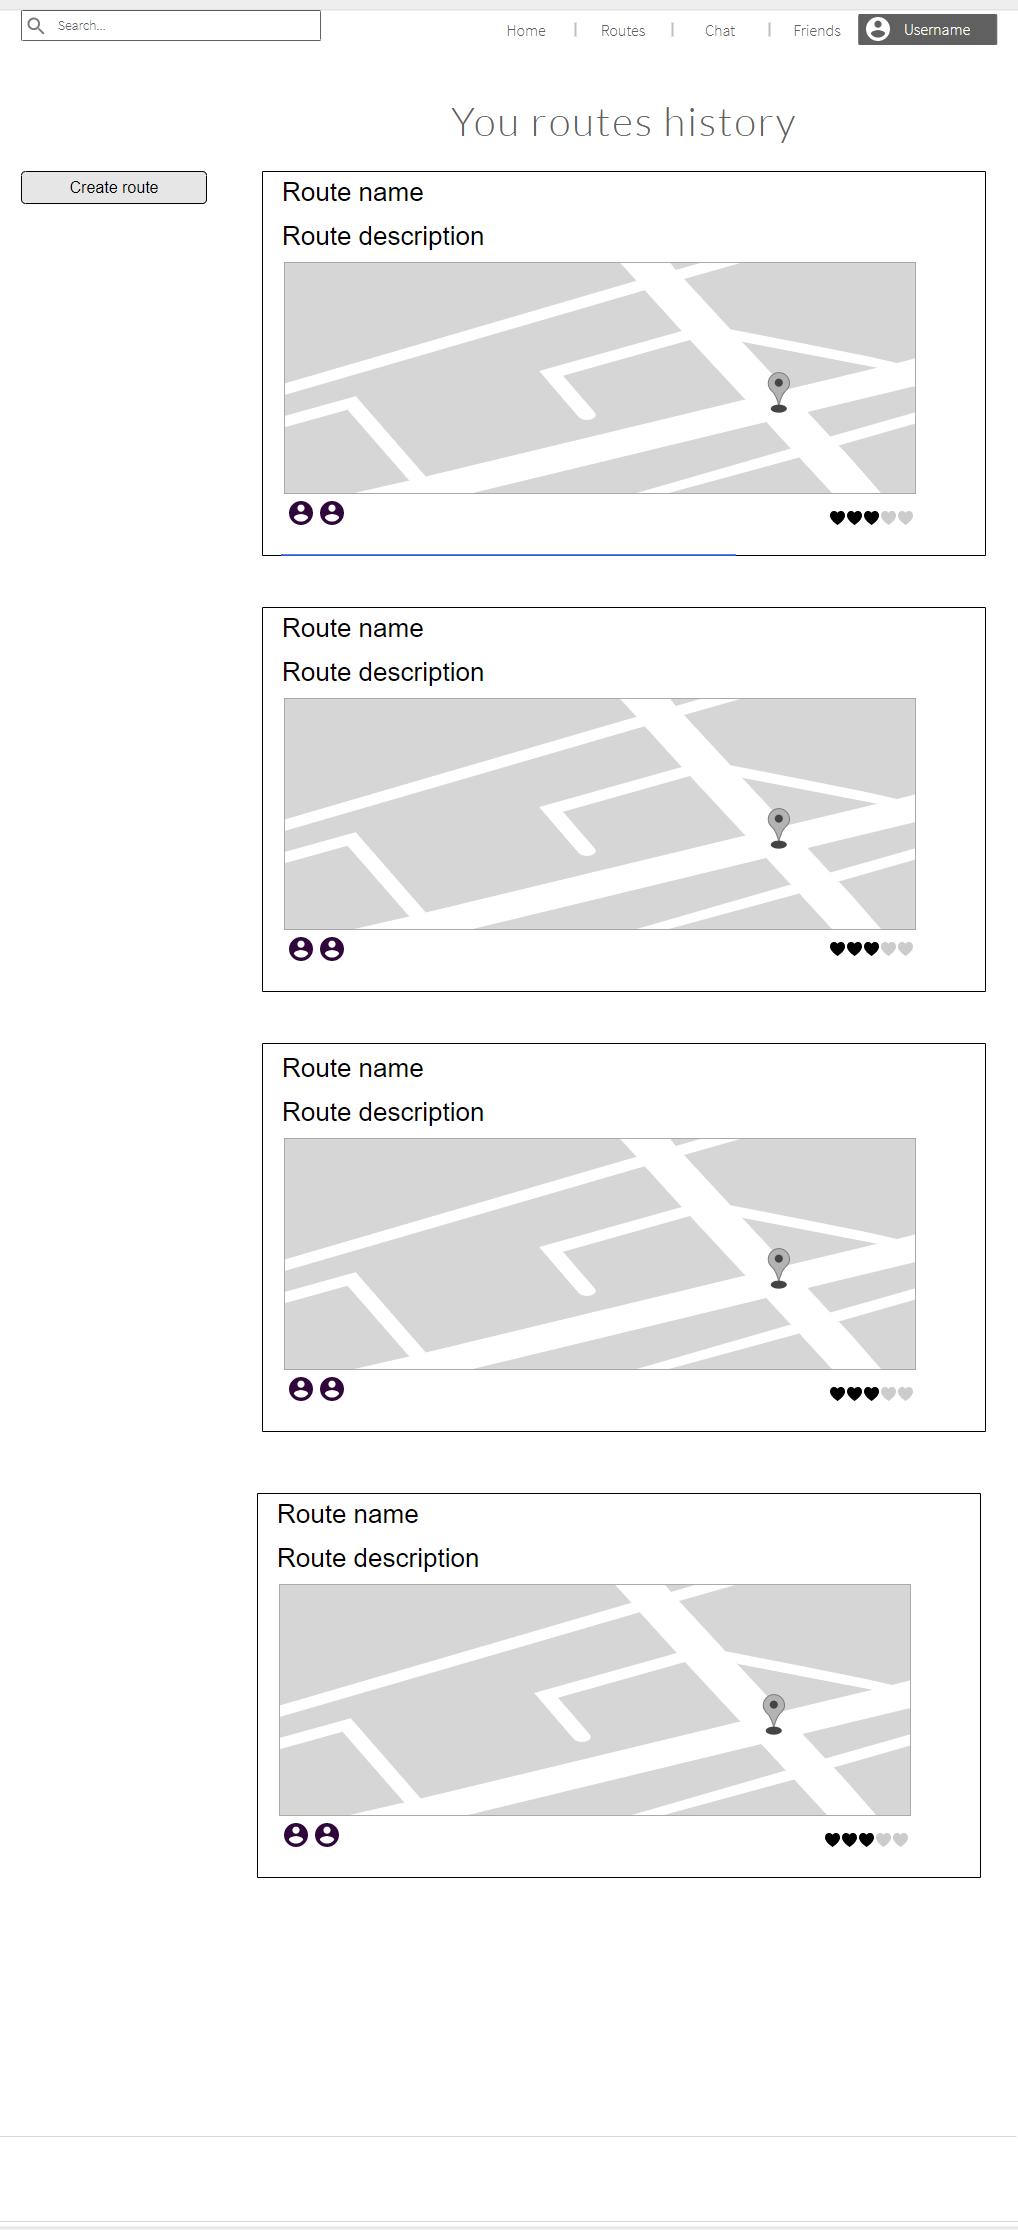 Search...
Home | Routes | Chat | Friends
Username
You routes history
Create route
Route name
Route description
Route name
Route description
Route name
Route description
Route name
Route description